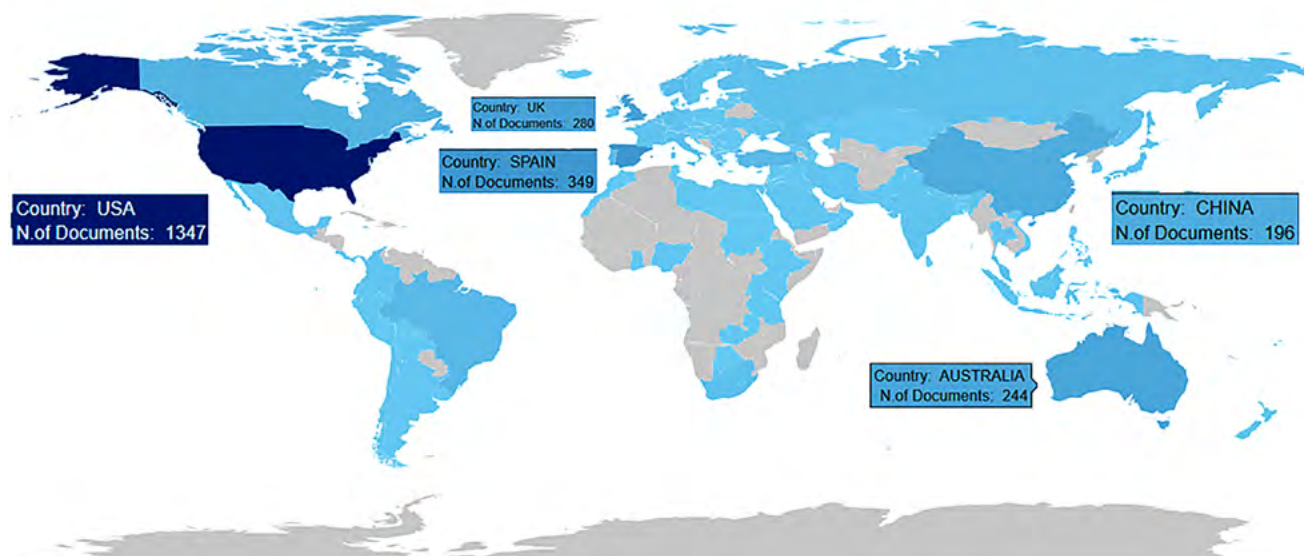 Country: UK
N.of Documents: 280
Country: SPAIN
N.of Documents: 349
Country: USA
N.of Documents: 1347
Country: CHINA
N.of Documents: 196
Country: AUSTRALIA
N.of Documents: 244